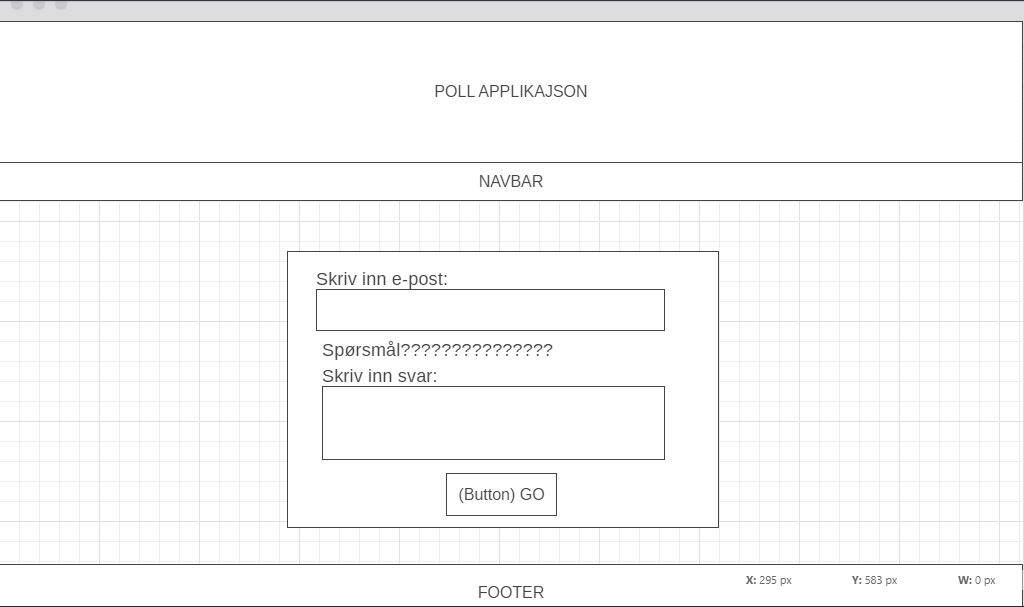 POLL APPLIKAJSON
NAVBAR
Skriv inn e-post:
Spørsmål???????????????
Skriv inn svar:
(Button) GO
X: 295 px Y: 583 px W: 0 px
FOOTER